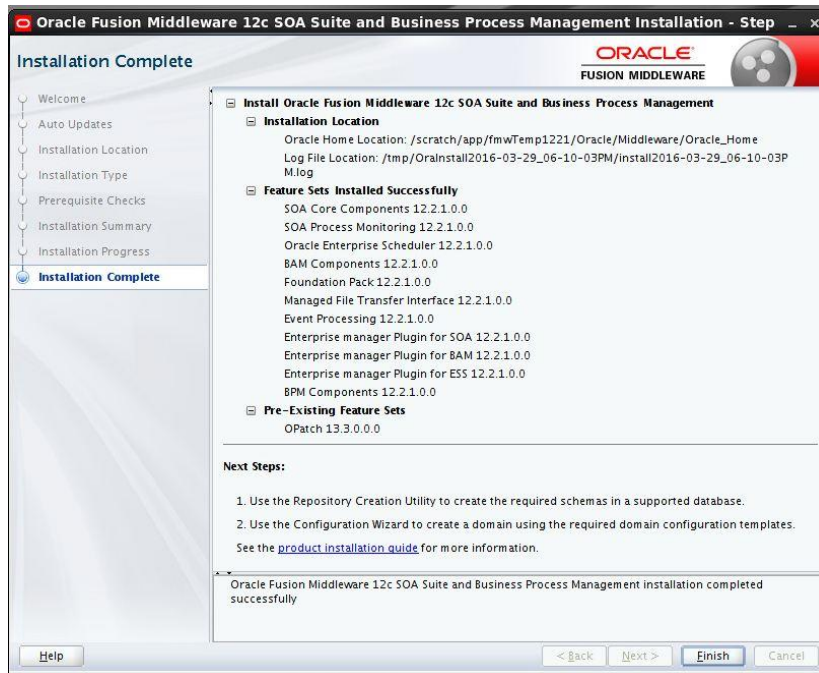 Oracle Fusion Middleware 12c SOA Suite and Business Process Management Installation - Step
Installation Complete
ORACLE
FUSION MIDDLEWARE
Welcome
Auto Updates
Installation Location
Installation Type
Prerequisite Checks
Installation Summary
Installation Progress
Installation Complete
Install Oracle Fusion Middleware 12c SOA Suite and Business Process Management
Installation Location
Oracle Home Location: /scratch/app/fmwTemp1221/Oracle/Middleware/Oracle_Home
Log File Location: /tmp/OraInstall2016-03-29_06-10-03PM/install2016-03-29_06-10-03P
M.log
Feature Sets Installed Successfully
SOA Core Components 12.2.1.0.0
SOA Process Monitoring 12.2.1.0.0
Oracle Enterprise Scheduler 12.2.1.0.0
BAM Components 12.2.1.0.0
Foundation Pack 12.2.1.0.0
Managed File Transfer Interface 12.2.1.0.0
Event Processing 12.2.1.0.0
Enterprise manager Plugin for SOA 12.2.1.0.0
Enterprise manager Plugin for BAM 12.2.1.0.0
Enterprise manager Plugin for ESS 12.2.1.0.0
BPM Components 12.2.1.0.0
Pre-Existing Feature Sets
OPatch 13.3.0.0.0
Next Steps:
1. Use the Repository Creation Utility to create the required schemas in a supported database.
2. Use the Configuration Wizard to create a domain using the required domain configuration templates.
See the product installation guide for more information.
Oracle Fusion Middleware 12c SOA Suite and Business Process Management installation completed
successfully
Help
< Back
Next >
Finish
Cancel